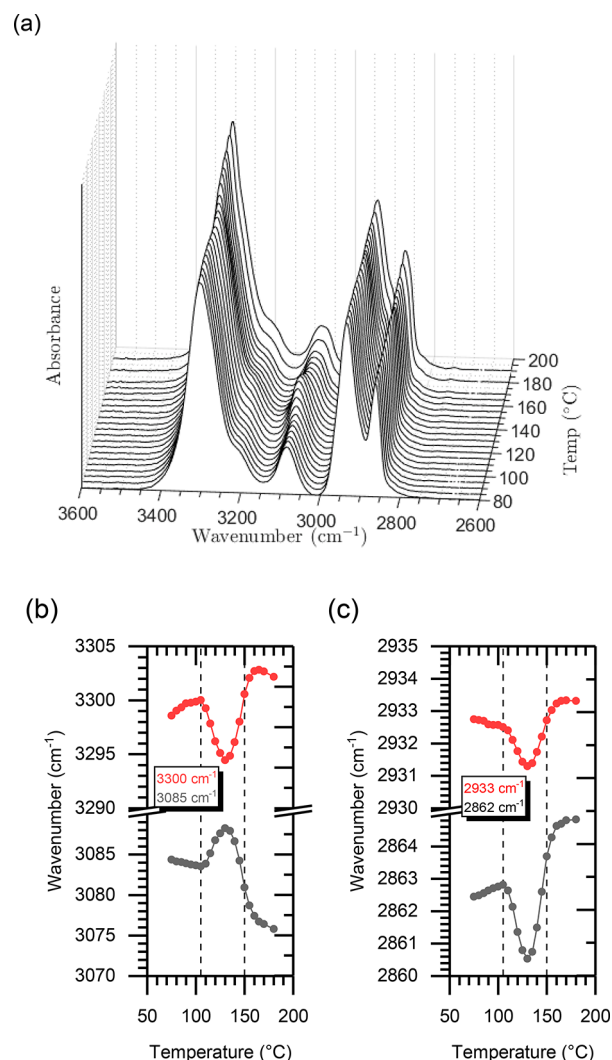 (a)
Absorbance
200
180
160
140
120
100
80
Temp (°C)
3600
3400
3200
3000
2800
2600
Wavenumber (cm⁻¹)
(b)
3305
3300
3295
3290
3085
3080
3075
3070
Wavenumber (cm⁻¹)
3300 cm⁻¹
3085 cm⁻¹
50
100
150
200
Temperature (°C)
(c)
2935
2934
2933
2932
2931
2930
2864
2863
2862
2861
2860
Wavenumber (cm⁻¹)
2933 cm⁻¹
2862 cm⁻¹
50
100
150
200
Temperature (°C)